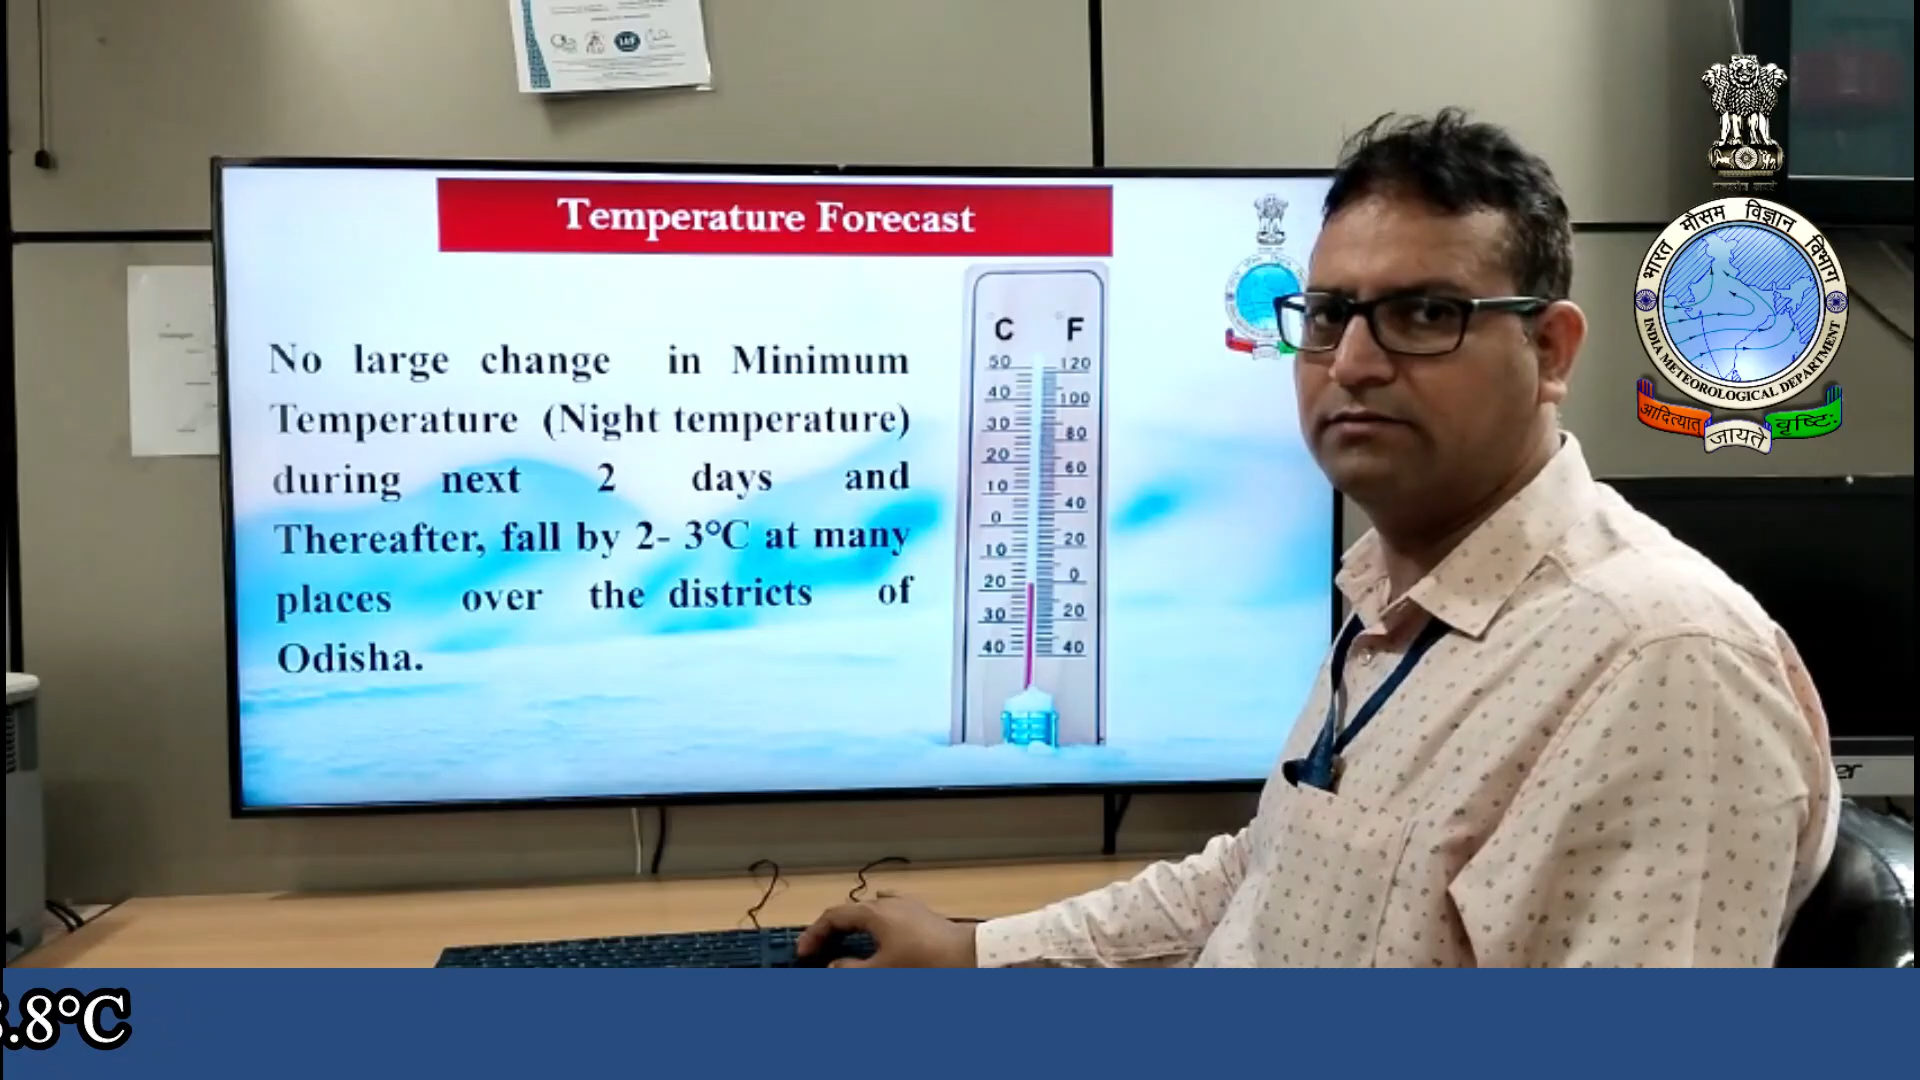 Temperature Forecast
No large change in Minimum
Temperature (Night temperature)
during next 2 days and
Thereafter, fall by 2- 3°C at many
places over the districts of
Odisha.
C F
50 120
40 100
30 80
20 60
10 40
0
10 20
20 0
30 20
40 40
भारत मौसम विज्ञान विभाग
INDIA METEOROLOGICAL DEPARTMENT
आदित्यात् जायते वृष्टिः
.8°C